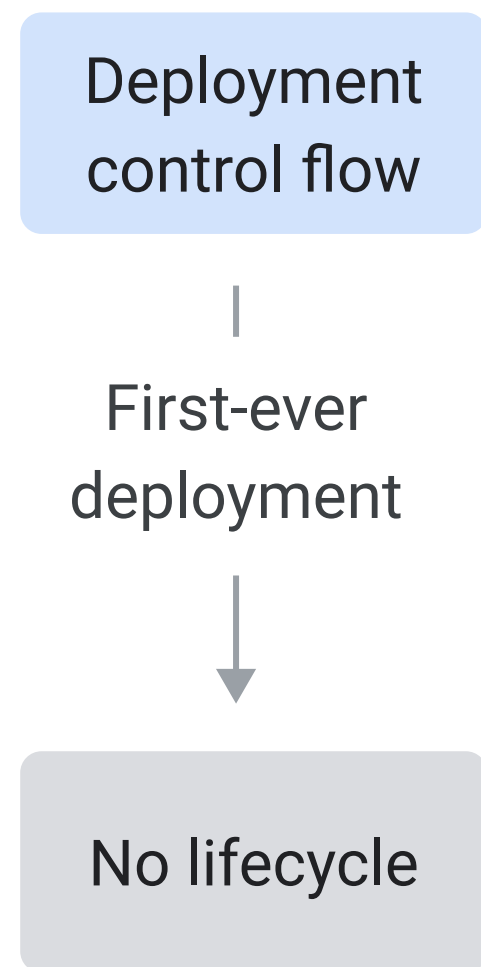 Deployment
control flow
First-ever
deployment
No lifecycle